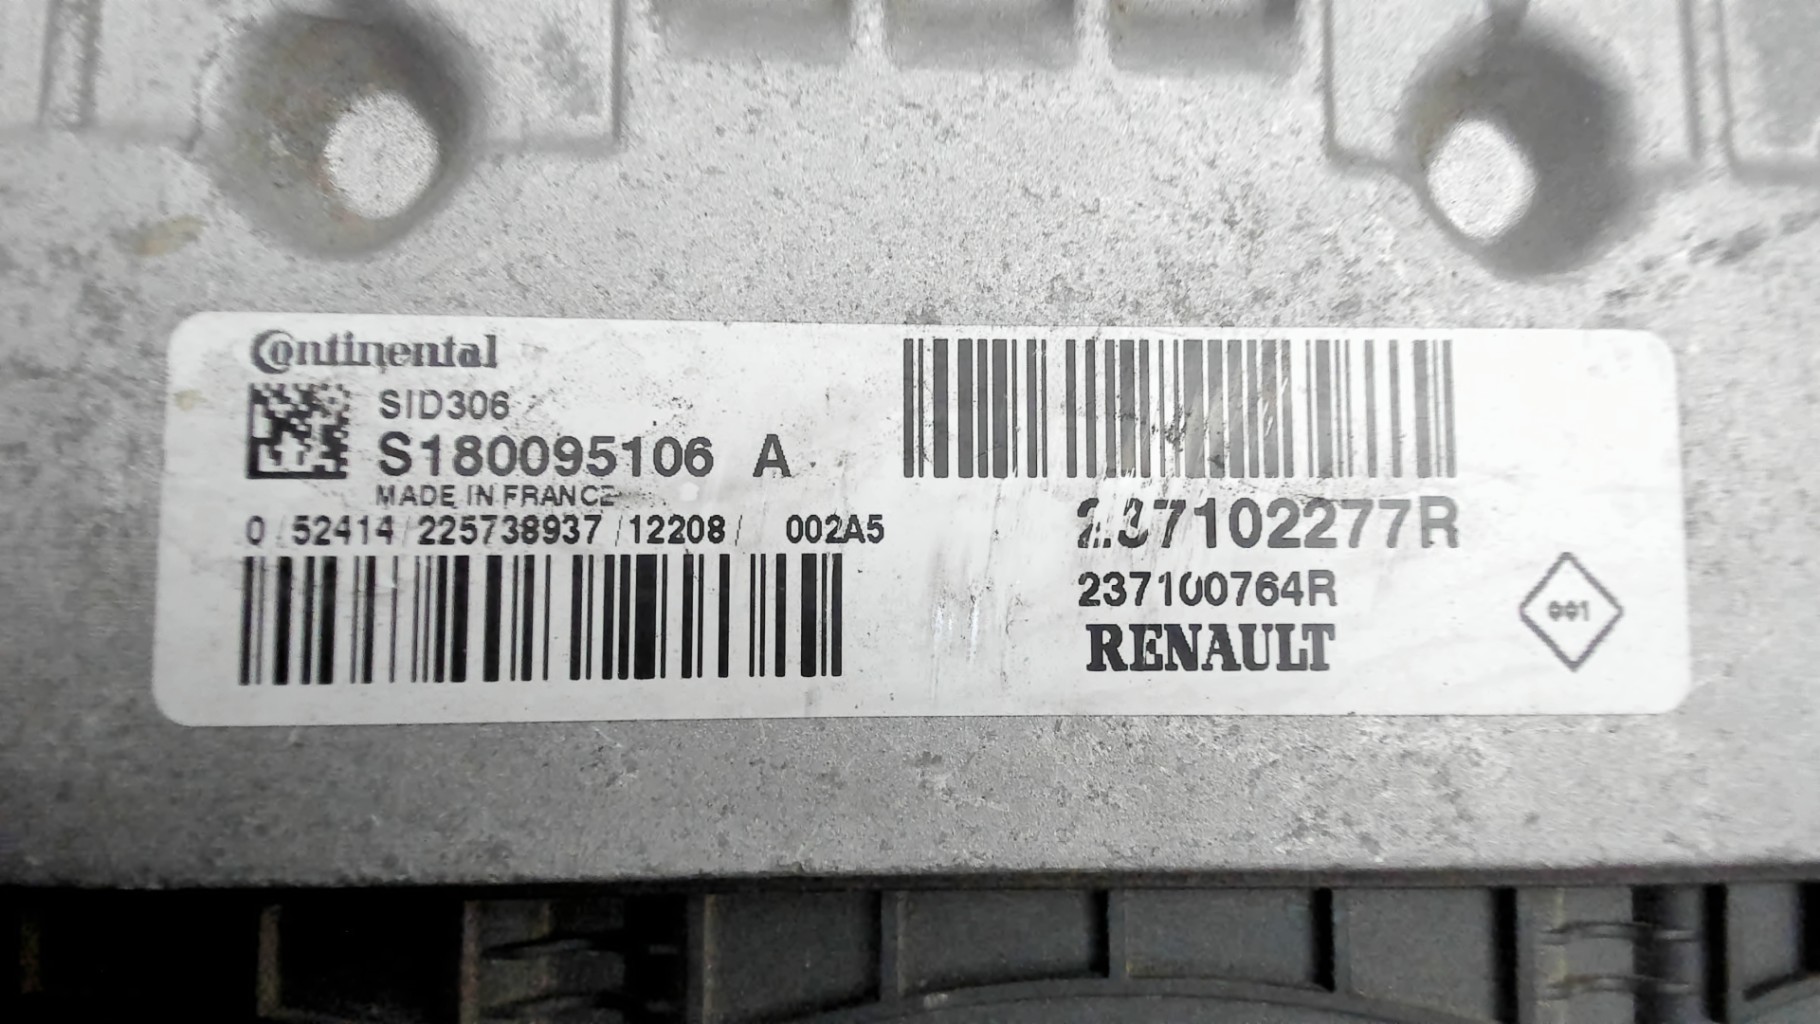 Continental
SID306
S180095106 A
MADE IN FRANCE
0 52414 / 225738937 / 12208 / 002A5
237102277R
237100764R
RENAULT
001